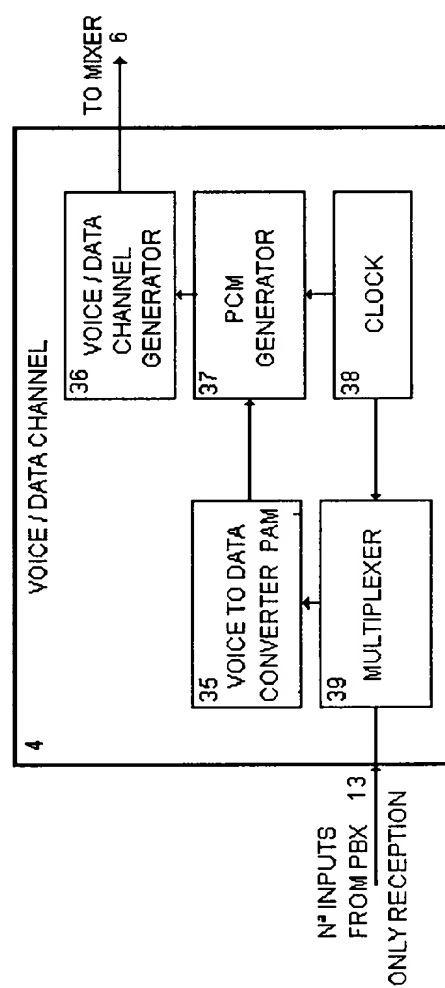 VOICE / DATA CHANNEL
4
TO MIXER
6
36
VOICE / DATA
CHANNEL
GENERATOR
35
VOICE TO DATA
CONVERTER PAM
37
PCM
GENERATOR
39
MULTIPLEXER
38
CLOCK
Nª INPUTS
FROM PBX 13
ONLY RECEPTION